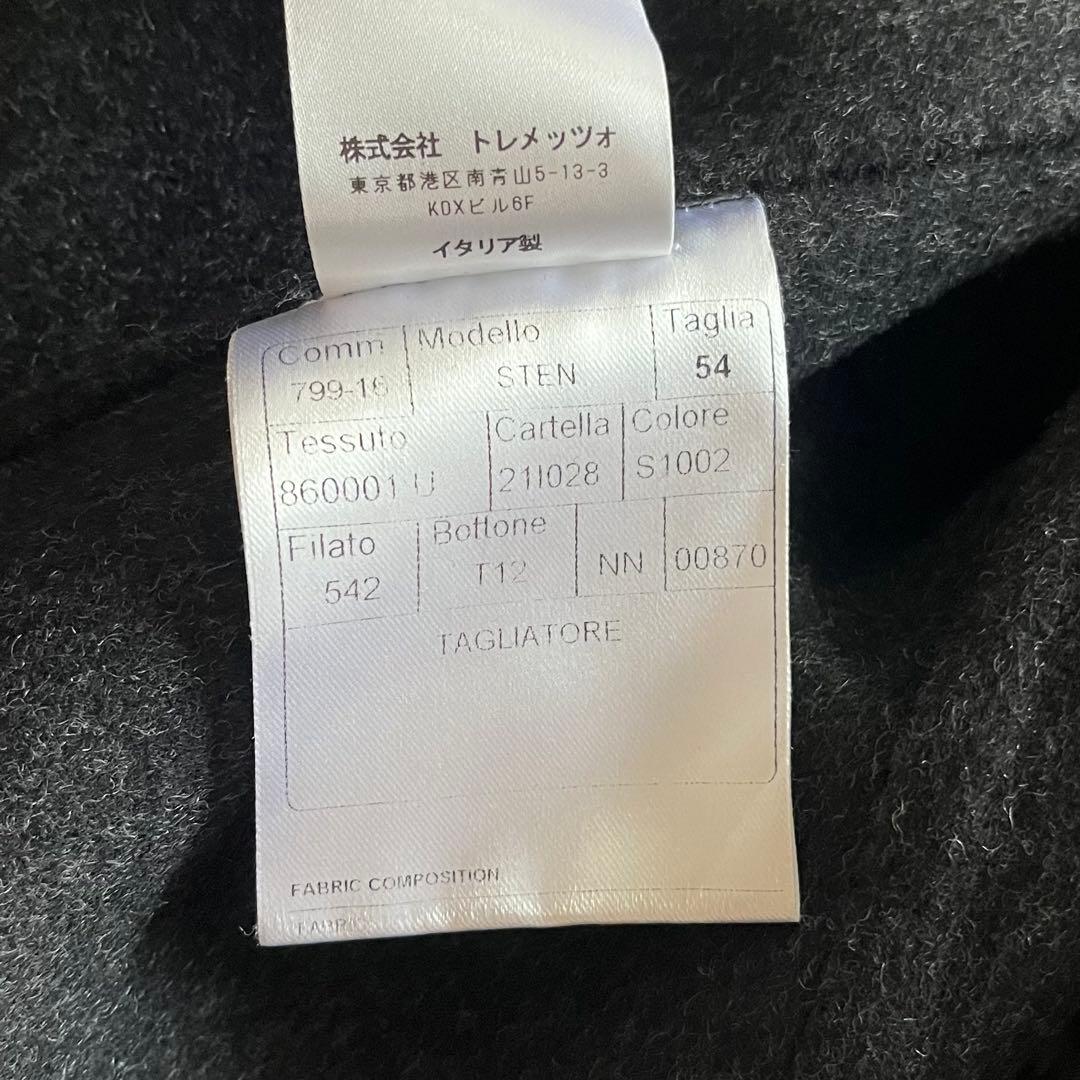 株式会社 トレメッツォ
東京都港区南青山5-13-3
KDXビル6F
イタリア製
Comm Modello Taglia
799-16 STEN 54
Tessuto Cartella Colore
860001 U 21I028 S1002
Filato Bottone
542 T12 NN 00870
TAGLIATORE
FABRIC COMPOSITION
FABRIC